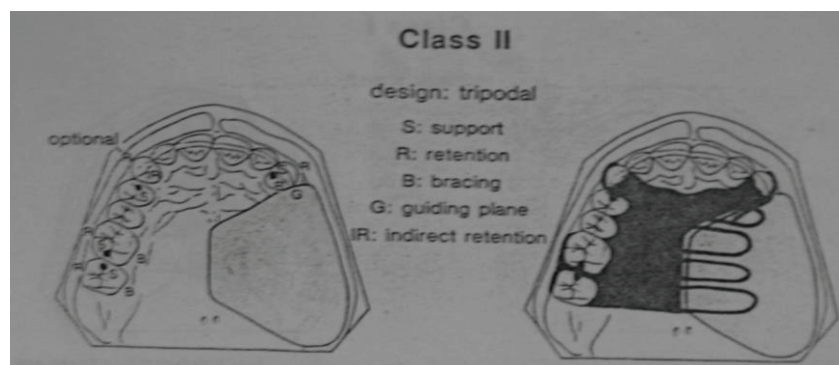 Class II
design: tripodal
S: support
R: retention
B: bracing
G: guiding plane
IR: indirect retention
optional
R
G
S
S
B
R
S
B